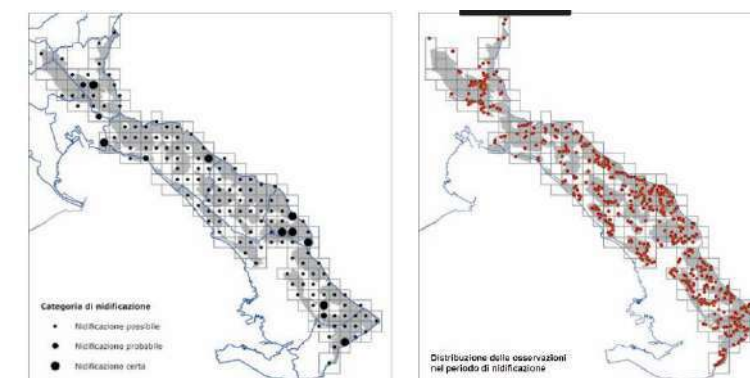 Categoria di nidificazione
Nidificazione possibile
Nidificazione probabile
Nidificazione certa
Distribuzione delle osservazioni
nel periodo di nidificazione